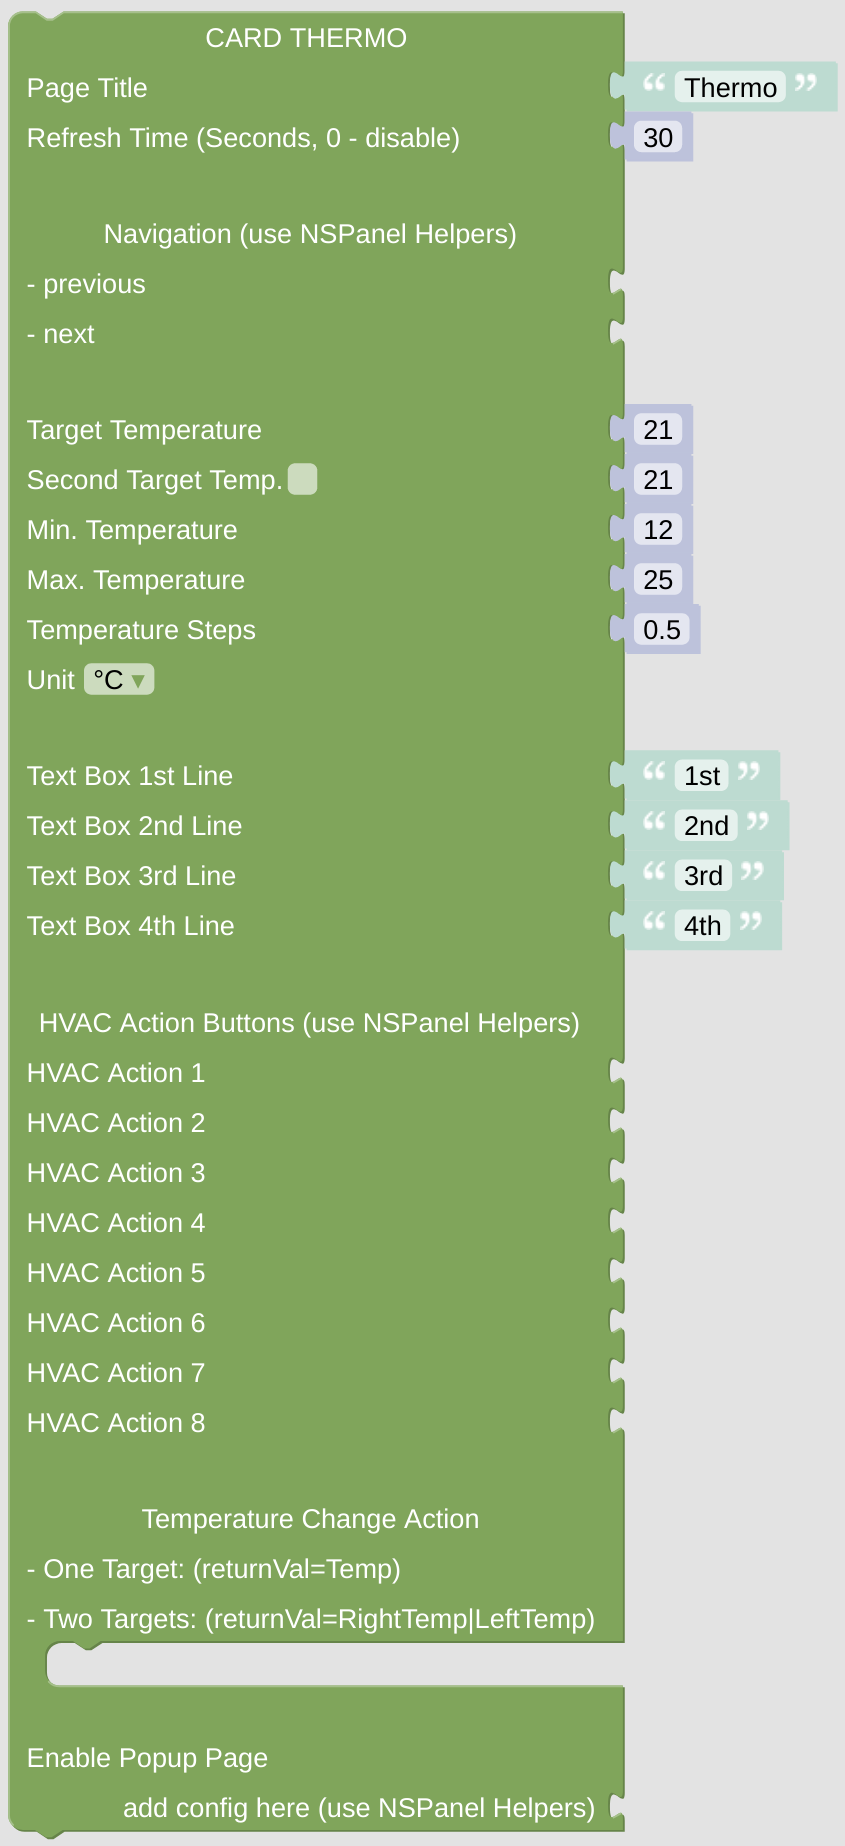 CARD THERMO
Page Title “ Thermo ”
Refresh Time (Seconds, 0 - disable) 30
Navigation (use NSPanel Helpers)
- previous
- next
Target Temperature 21
Second Target Temp. 21
Min. Temperature 12
Max. Temperature 25
Temperature Steps 0.5
Unit °C ▾
Text Box 1st Line “ 1st ”
Text Box 2nd Line “ 2nd ”
Text Box 3rd Line “ 3rd ”
Text Box 4th Line “ 4th ”
HVAC Action Buttons (use NSPanel Helpers)
HVAC Action 1
HVAC Action 2
HVAC Action 3
HVAC Action 4
HVAC Action 5
HVAC Action 6
HVAC Action 7
HVAC Action 8
Temperature Change Action
- One Target: (returnVal=Temp)
- Two Targets: (returnVal=RightTemp|LeftTemp)
Enable Popup Page
add config here (use NSPanel Helpers)